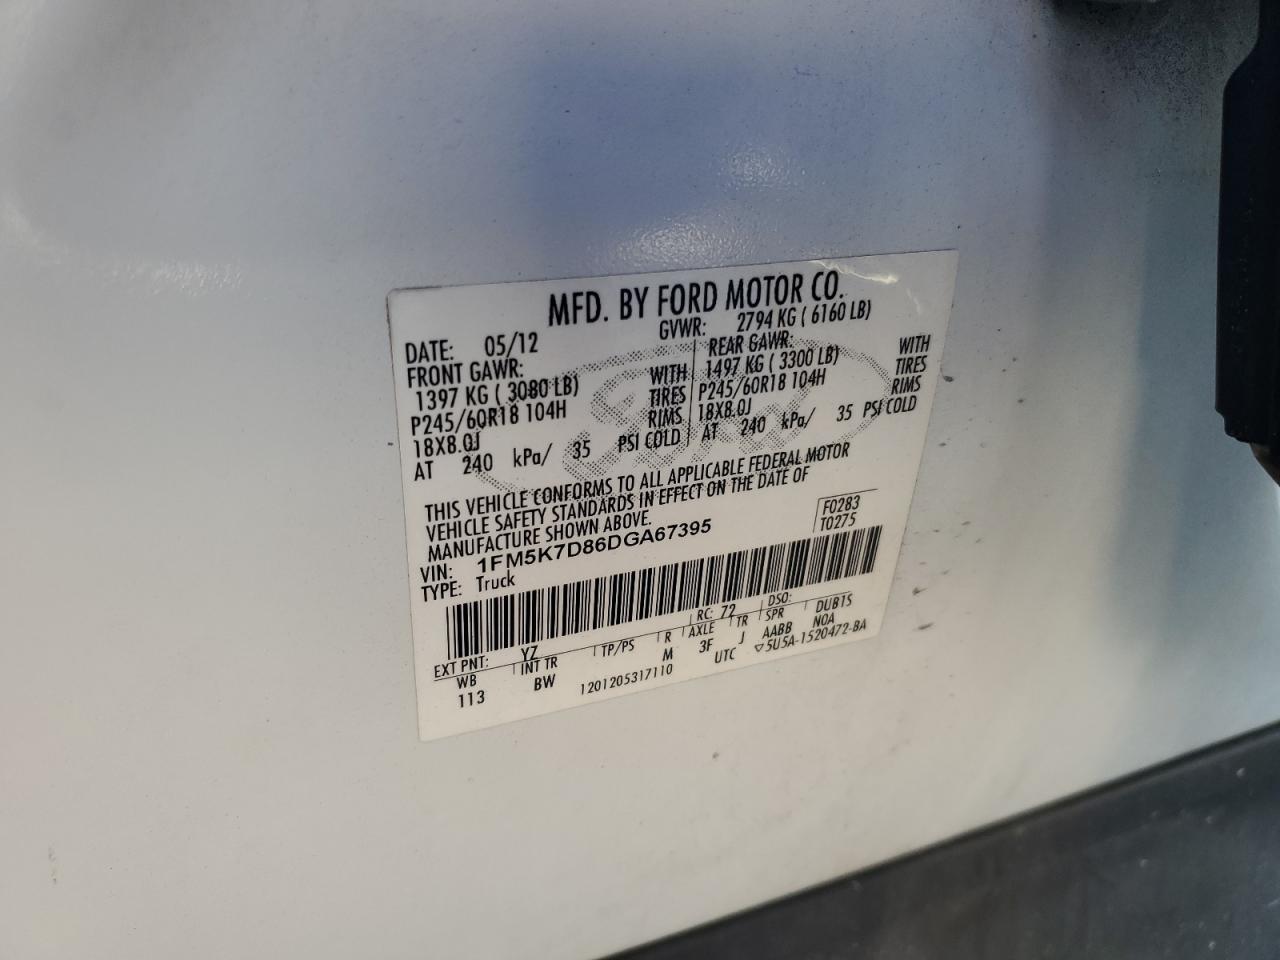 MFD. BY FORD MOTOR CO.
DATE: 05/12 GVWR: 2794 KG ( 6160 LB)
FRONT GAWR: REAR GAWR:
1397 KG ( 3080 LB) WITH 1497 KG ( 3300 LB) WITH
P245/60R18 104H TIRES P245/60R18 104H TIRES
18X8.0J RIMS 18X8.0J RIMS
AT 240 kPa/ 35 PSI COLD AT 240 kPa/ 35 PSI COLD
Ford
THIS VEHICLE CONFORMS TO ALL APPLICABLE FEDERAL MOTOR
VEHICLE SAFETY STANDARDS IN EFFECT ON THE DATE OF
MANUFACTURE SHOWN ABOVE.
VIN: 1FM5K7D86DGA67395 F0283
TYPE: Truck T0275
EXT PNT: YZ RC: 72 DSO:
WB INT TR TP/PS R AXLE TR SPR DUB1S
113 BW M 3F J AABB NOA
1201205317110 UTC ▽5U5A-1520472-BA